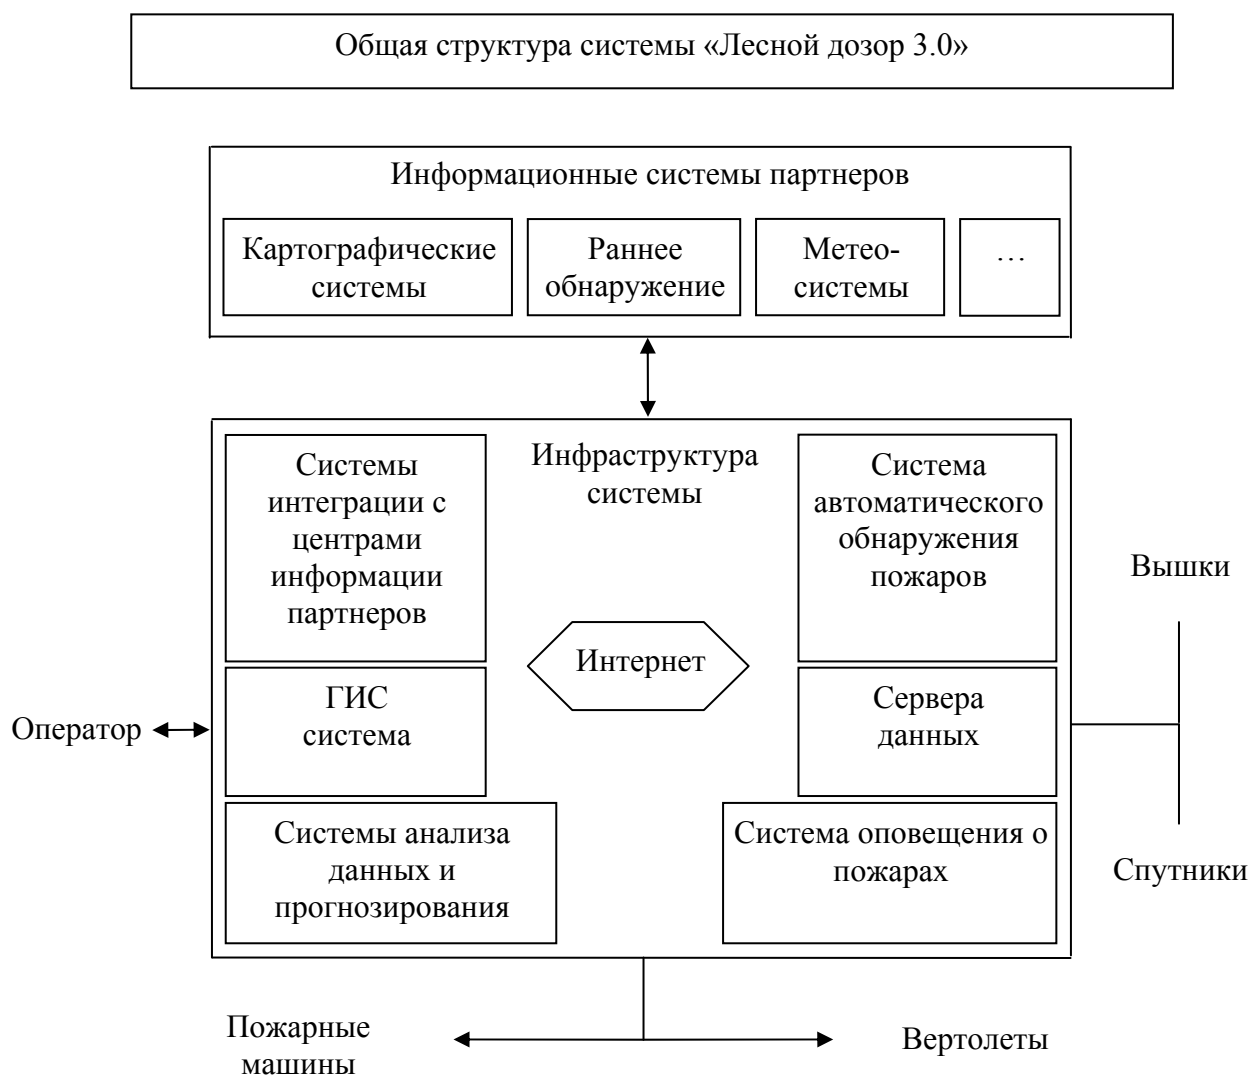 Общая структура системы «Лесной дозор 3.0»
Информационные системы партнеров
Картографические
системы
Раннее
обнаружение
Метео-
системы
…
Инфраструктура
системы
Системы
интеграции с
центрами
информации
партнеров
Система
автоматического
обнаружения
пожаров
Вышки
Интернет
Оператор
ГИС
система
Сервера
данных
Системы анализа
данных и
прогнозирования
Система оповещения о
пожарах
Спутники
Пожарные
машины
Вертолеты